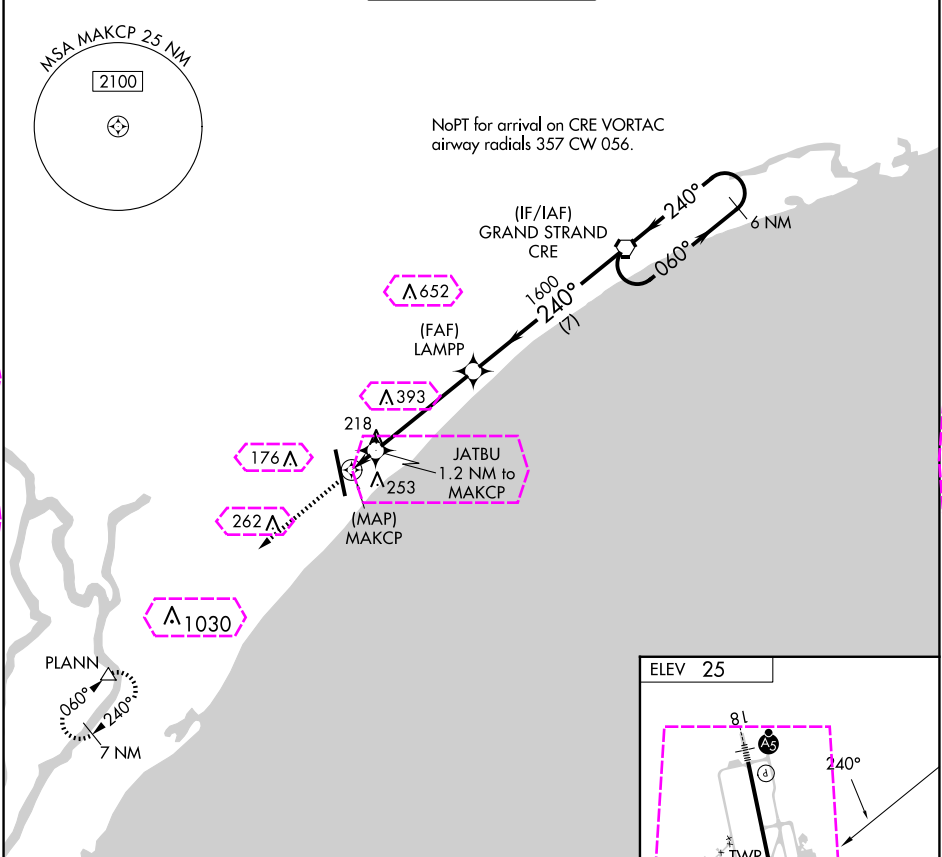 MSA MAKCP 25 NM
2100
NoPT for arrival on CRE VORTAC
airway radials 357 CW 056.
(IF/IAF)
GRAND STRAND
CRE
240°
060°
6 NM
652
1600
240°
(7)
(FAF)
LAMPP
393
218
176
JATBU
1.2 NM to
MAKCP
253
262
(MAP)
MAKCP
1030
PLANN
060°
240°
7 NM
ELEV 25
18
A5
P
240°
TWR